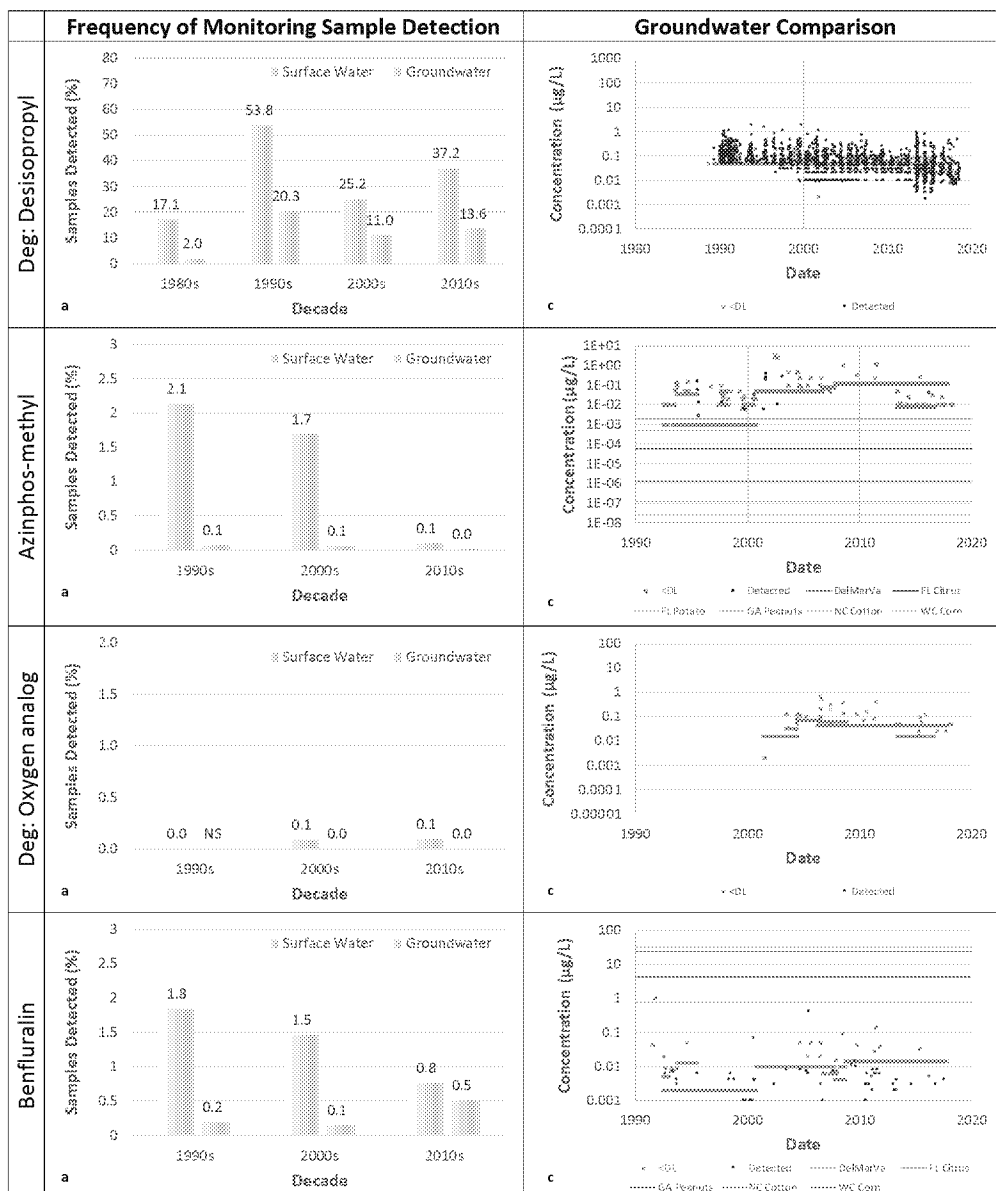 Frequency of Monitoring Sample Detection
Groundwater Comparison
Deg: Desisopropyl
Samples Detected (%)
80
70
60
50
40
30
20
10
0
Surface Water Groundwater
17.1
2.0
53.8
20.3
25.2
11.0
37.2
13.6
1980s 1990s 2000s 2010s
Decade
a
Concentration (µg/L)
1000
100
10
1
0.1
0.01
0.001
0.0001
1980 1990 2000 2010 2020
Date
c
<DL Detected
Azinphos-methyl
Samples Detected (%)
3
2.5
2
1.5
1
0.5
0
Surface Water Groundwater
2.1
0.1
1.7
0.1
0.1
0.0
1990s 2000s 2010s
Decade
a
Concentration (µg/L)
1E+01
1E+00
1E-01
1E-02
1E-03
1E-04
1E-05
1E-06
1E-07
1E-08
1990 2000 2010 2020
Date
c
<DL Detected DelMarVa FL Citrus
FL Potato GA Peanuts NC Cotton WC Corn
Deg: Oxygen analog
Samples Detected (%)
2.0
1.5
1.0
0.5
0.0
Surface Water Groundwater
0.0
NS
0.1
0.0
0.1
0.0
1990s 2000s 2010s
Decade
a
Concentration (µg/L)
100
10
1
0.1
0.01
0.001
0.0001
0.00001
1990 2000 2010 2020
Date
c
<DL Detected
Benfluralin
Samples Detected (%)
3
2.5
2
1.5
1
0.5
0
Surface Water Groundwater
1.8
0.2
1.5
0.1
0.8
0.5
1990s 2000s 2010s
Decade
a
Concentration (µg/L)
100
10
1
0.1
0.01
0.001
1990 2000 2010 2020
Date
c
<DL Detected DelMarVa FL Citrus
GA Peanuts NC Cotton WC Corn